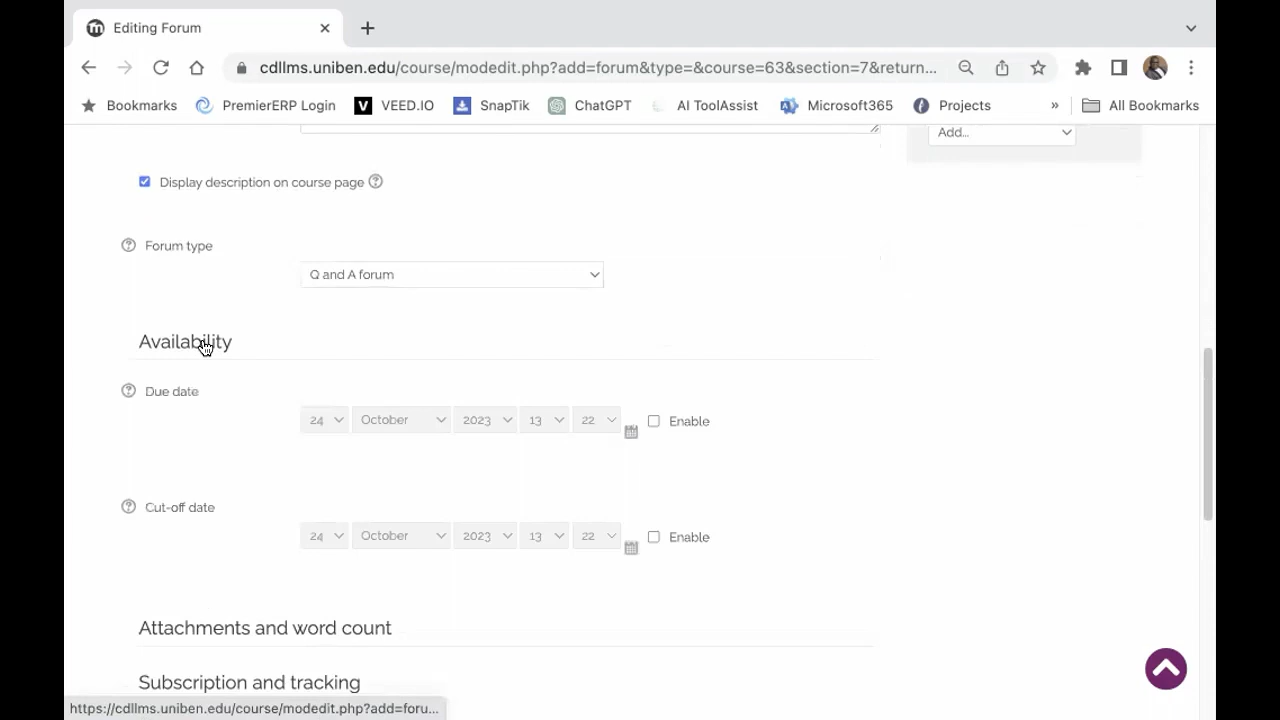 Editing Forum
cdllms.uniben.edu/course/modedit.php?add=forum&type=&course=63&section=7&return...
Bookmarks PremierERP Login VEED.IO SnapTik ChatGPT AI ToolAssist Microsoft365 Projects » All Bookmarks
Add...
Display description on course page
Forum type
Q and A forum
Availability
Due date
24 October 2023 13 22 Enable
Cut-off date
24 October 2023 13 22 Enable
Attachments and word count
Subscription and tracking
https://cdllms.uniben.edu/course/modedit.php?add=foru...